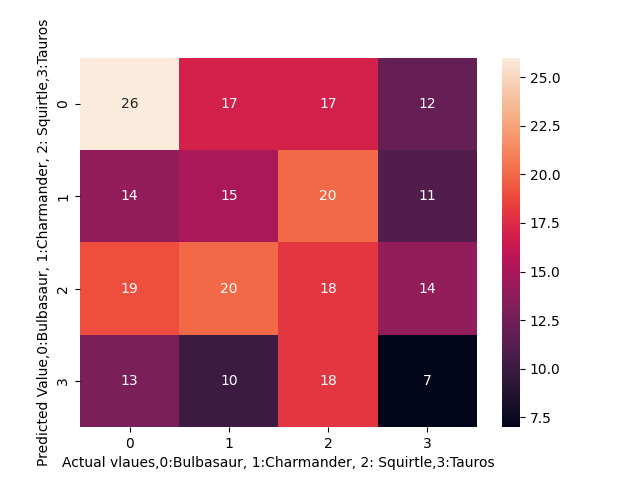 Predicted Value,0:Bulbasaur, 1:Charmander, 2: Squirtle,3:Tauros
0
26 17 17 12
1
14 15 20 11
2
19 20 18 14
3
13 10 18 7
0 1 2 3
Actual vlaues,0:Bulbasaur, 1:Charmander, 2: Squirtle,3:Tauros
25.0
22.5
20.0
17.5
15.0
12.5
10.0
7.5